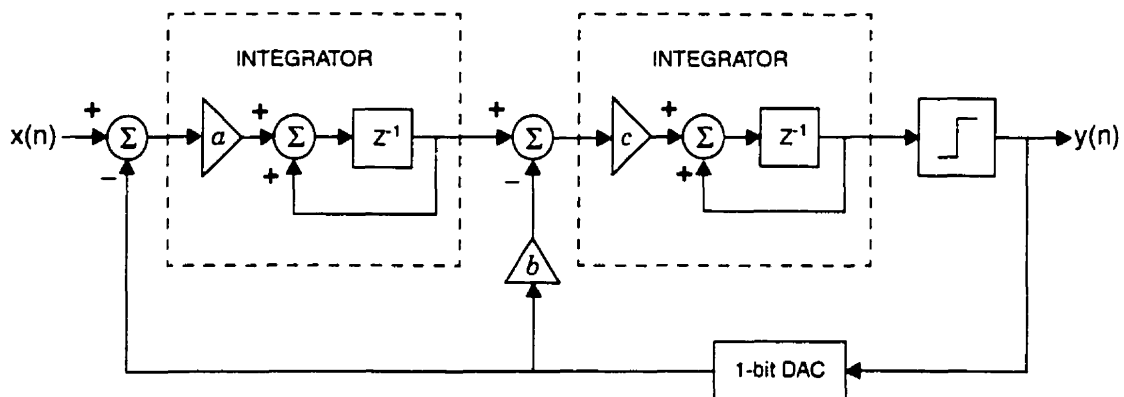 INTEGRATOR
INTEGRATOR
x(n)
+
Σ
−
a
+
Σ
+
z⁻¹
+
Σ
−
c
+
Σ
+
z⁻¹
y(n)
b
1-bit DAC